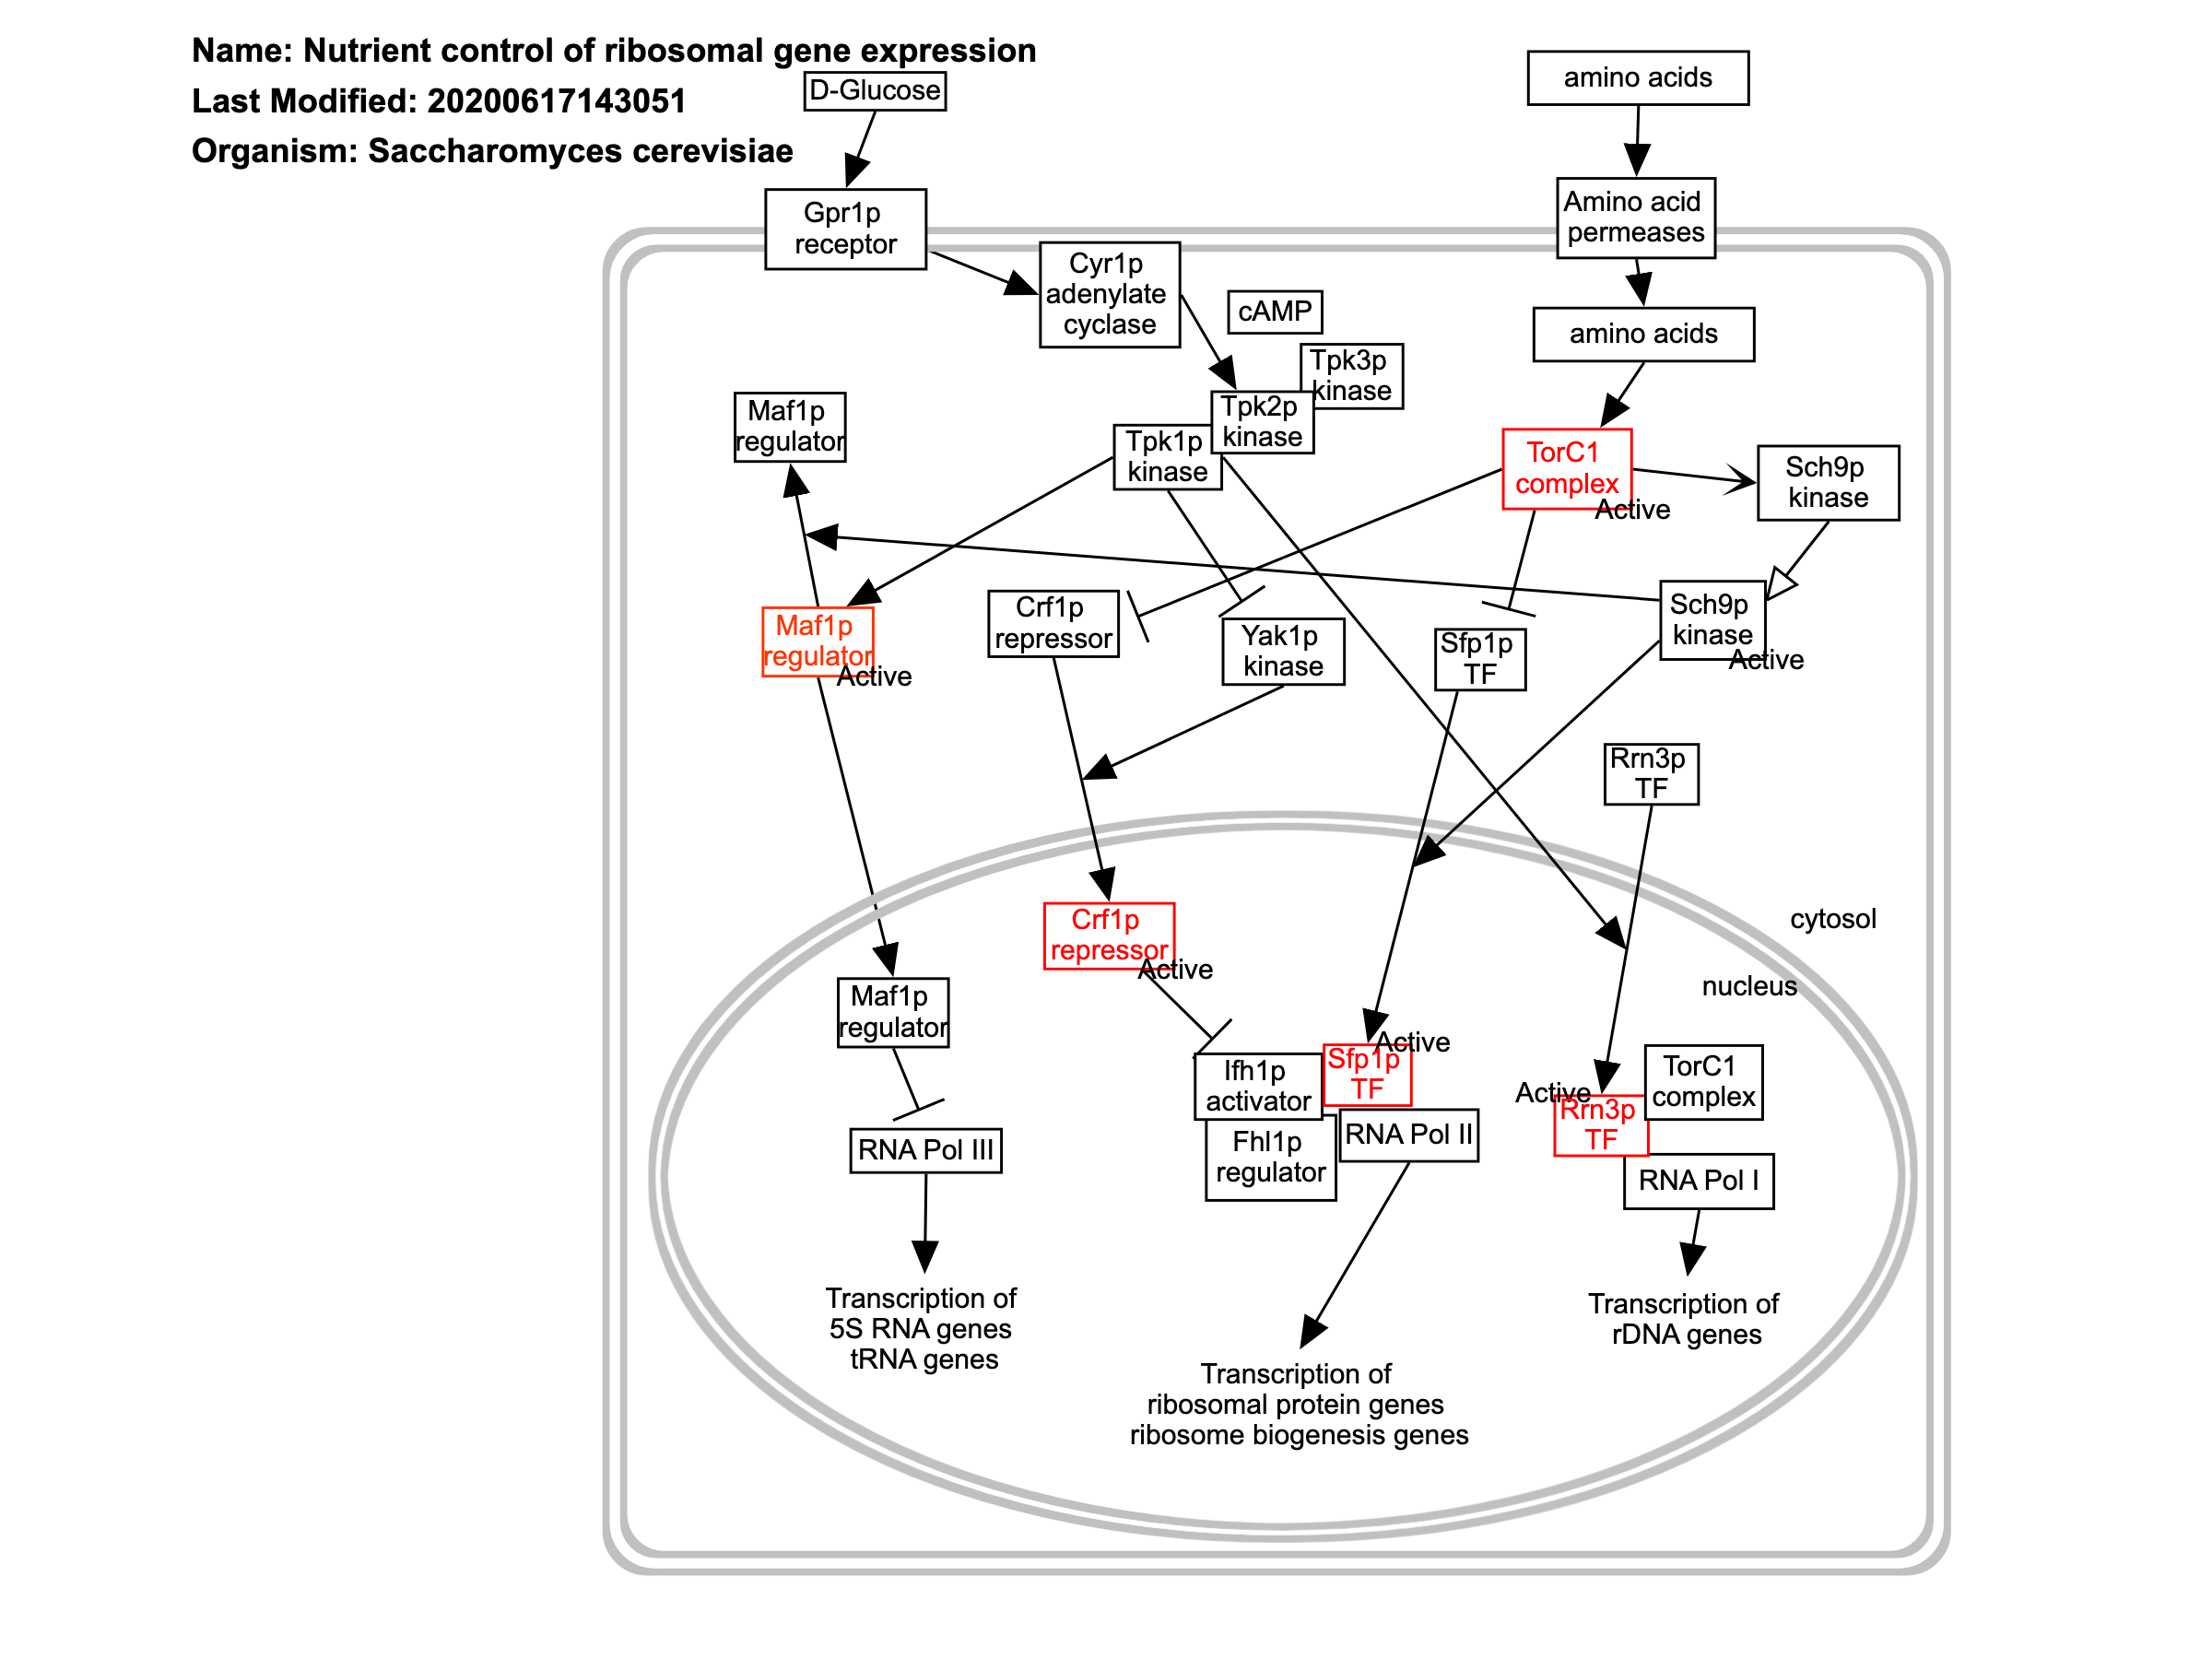 Name: Nutrient control of ribosomal gene expression
Last Modified: 20200617143051
Organism: Saccharomyces cerevisiae
D-Glucose
amino acids
Gpr1p
receptor
Amino acid
permeases
Cyr1p
adenylate
cyclase
cAMP
amino acids
Tpk3p
kinase
Tpk2p
kinase
Tpk1p
kinase
Maf1p
regulator
TorC1
complex
Active
Sch9p
kinase
Maf1p
regulator
Active
Crf1p
repressor
Yak1p
kinase
Sfp1p
TF
Sch9p
kinase
Active
Rrn3p
TF
cytosol
nucleus
Crf1p
repressor
Active
Maf1p
regulator
Ifh1p
activator
Active
Sfp1p
TF
Active
Rrn3p
TF
TorC1
complex
Fhl1p
regulator
RNA Pol II
RNA Pol III
RNA Pol I
Transcription of
5S RNA genes
tRNA genes
Transcription of
rDNA genes
Transcription of
ribosomal protein genes
ribosome biogenesis genes